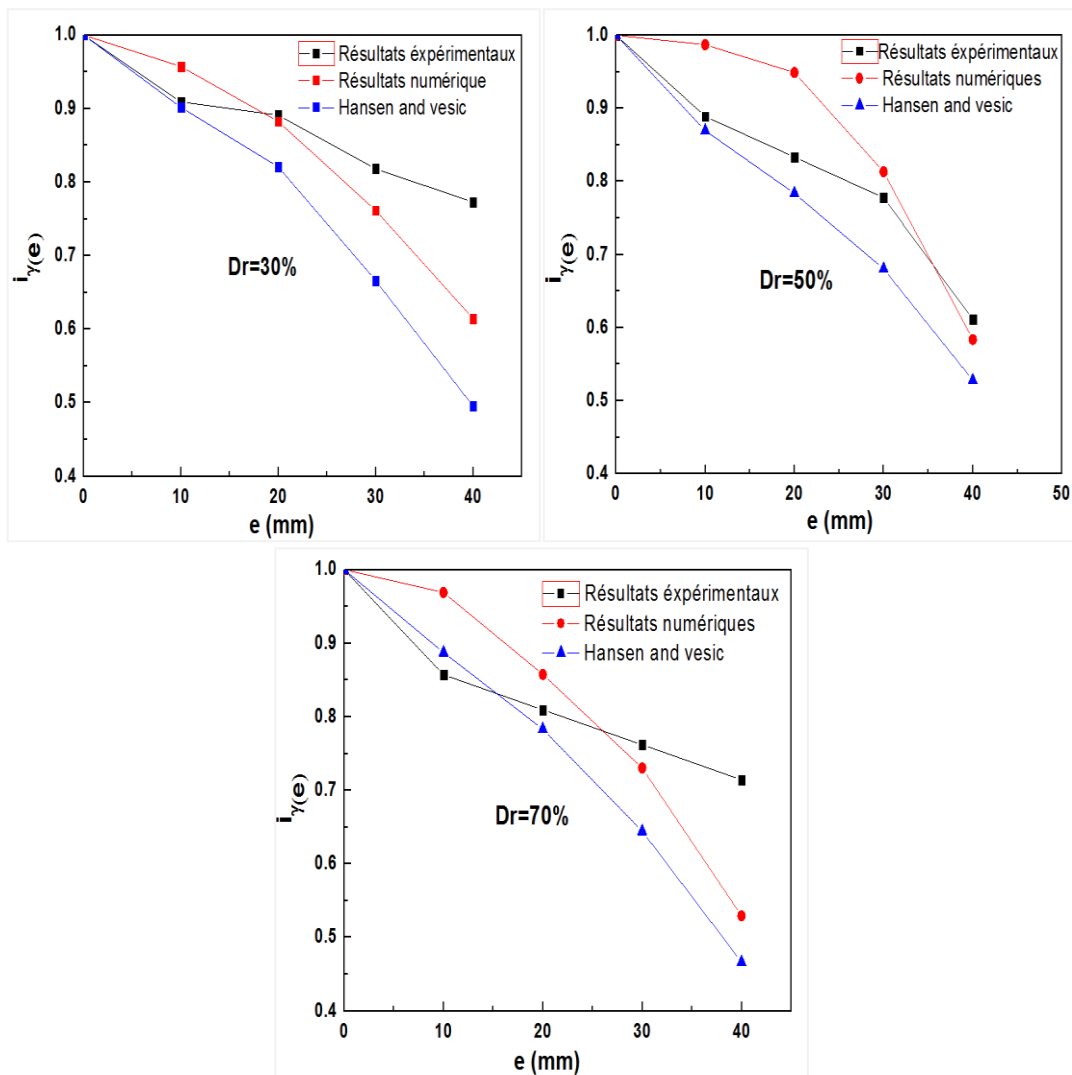 1.0
0.9
0.8
0.7
0.6
0.5
0.4
iγ(e)
Résultats éxpérimentaux
Résultats numérique
Hansen and vesic
Dr=30%
0 10 20 30 40
e (mm)
1.0
0.9
0.8
0.7
0.6
0.5
0.4
iγ(e)
Résultats éxpérimentaux
Résultats numériques
Hansen and vesic
Dr=50%
0 10 20 30 40 50
e (mm)
1.0
0.9
0.8
0.7
0.6
0.5
0.4
iγ(e)
Résultats éxpérimentaux
Résultats numériques
Hansen and vesic
Dr=70%
0 10 20 30 40
e (mm)